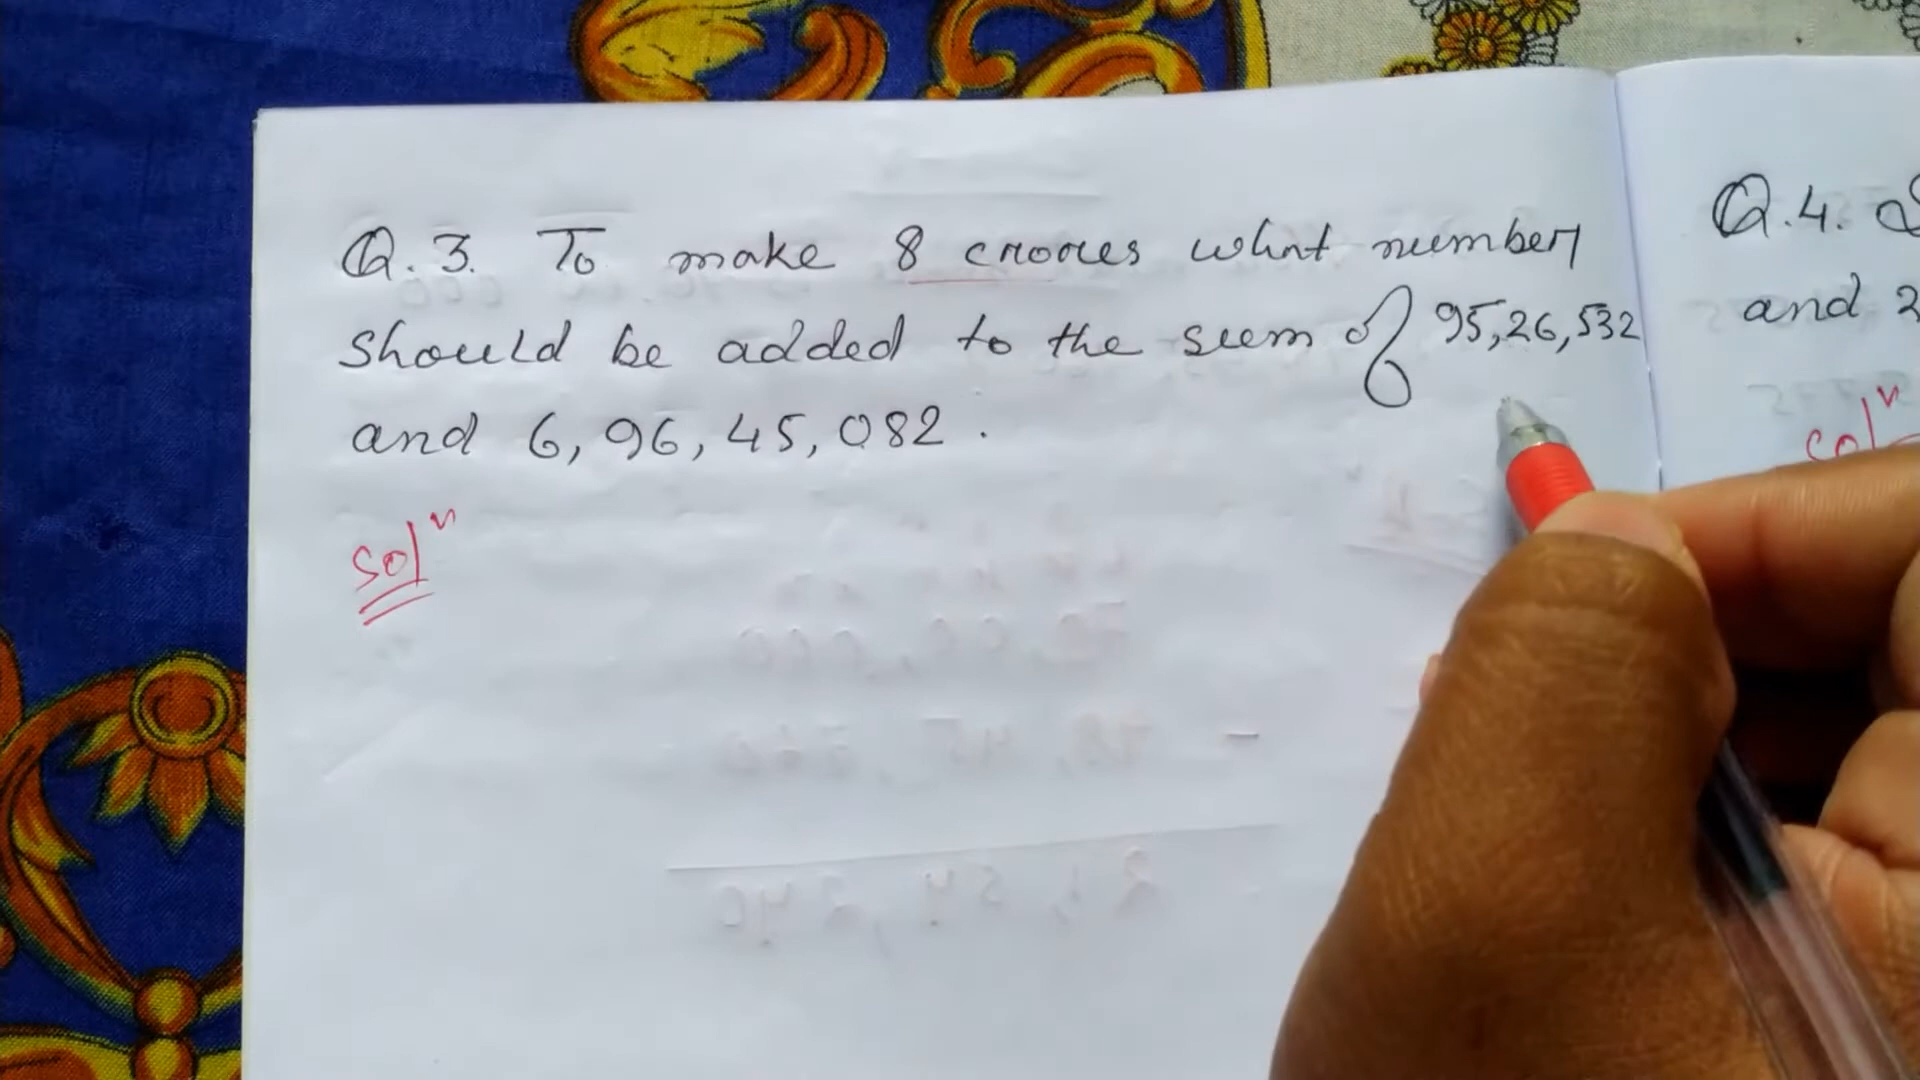 Q.3. To make 8 crores what number
should be added to the sum of 95,26,532
and 6,96,45,082.
Soln
Q.4.
and 2
soln